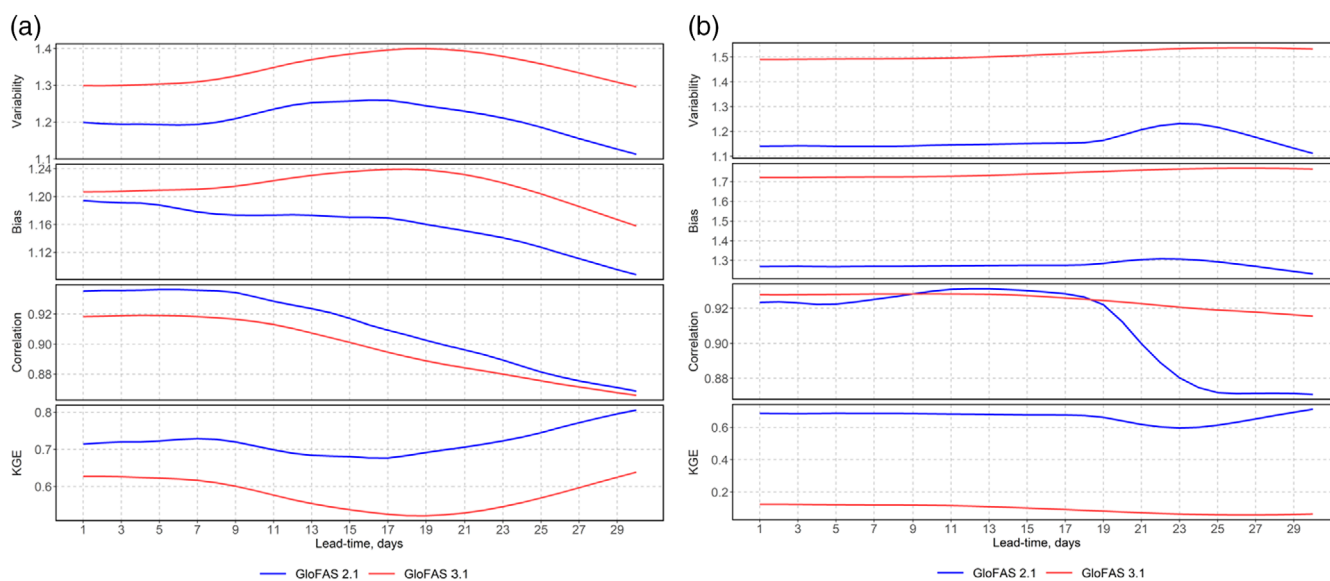 (a)
Variability
1.4
1.3
1.2
1.1
Bias
1.24
1.20
1.16
1.12
Correlation
0.92
0.90
0.88
KGE
0.8
0.7
0.6
1 3 5 7 9 11 13 15 17 19 21 23 25 27 29
Lead-time, days
GloFAS 2.1 GloFAS 3.1
(b)
Variability
1.5
1.4
1.3
1.2
1.1
Bias
1.7
1.6
1.5
1.4
1.3
Correlation
0.92
0.90
0.88
KGE
0.6
0.4
0.2
1 3 5 7 9 11 13 15 17 19 21 23 25 27 29
Lead-time, days
GloFAS 2.1 GloFAS 3.1